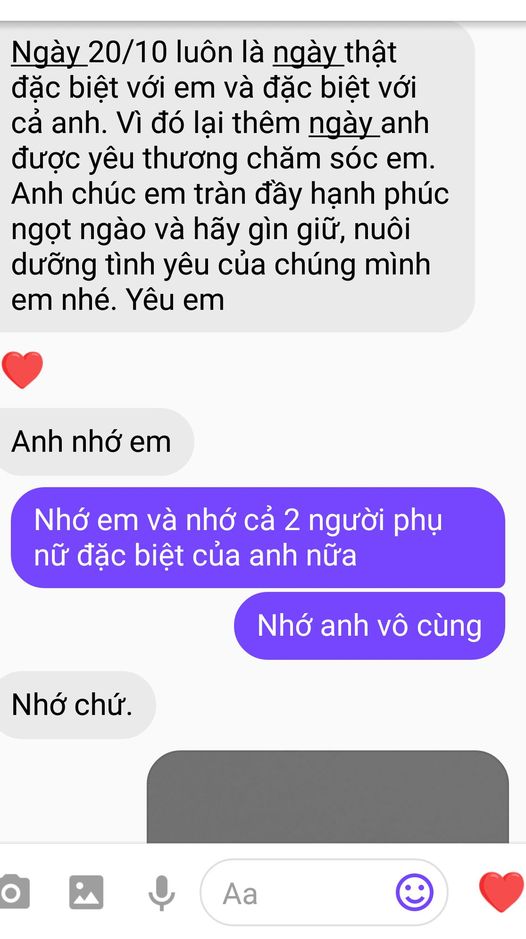 Ngày 20/10 luôn là ngày thật
đặc biệt với em và đặc biệt với
cả anh. Vì đó lại thêm ngày anh
được yêu thương chăm sóc em.
Anh chúc em tràn đầy hạnh phúc
ngọt ngào và hãy gìn giữ, nuôi
dưỡng tình yêu của chúng mình
em nhé. Yêu em
Anh nhớ em
Nhớ em và nhớ cả 2 người phụ
nữ đặc biệt của anh nữa
Nhớ anh vô cùng
Nhớ chứ.
Aa